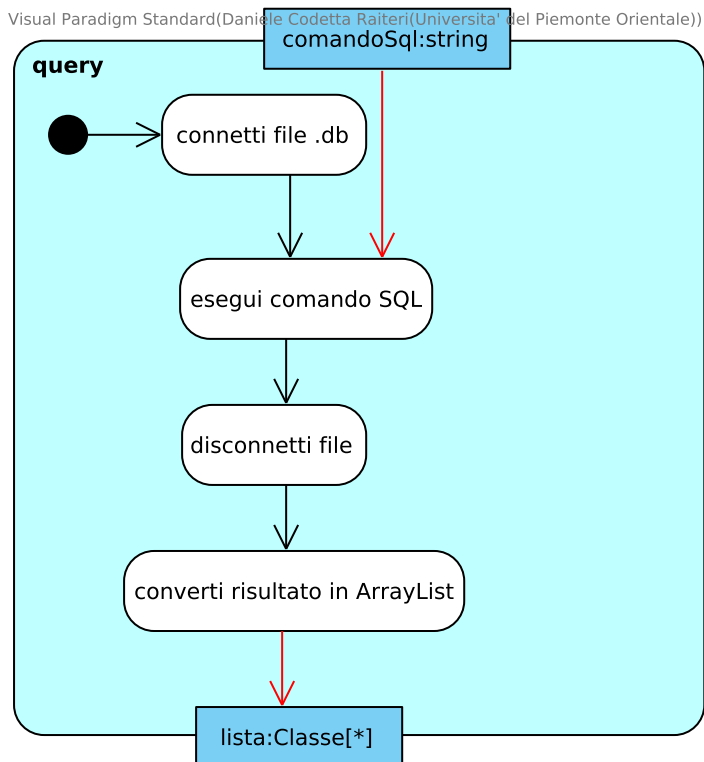 Visual Paradigm Standard(Daniele Codetta Raiteri(Universita' del Piemonte Orientale))
comandoSql:string
query
connetti file .db
esegui comando SQL
disconnetti file
converti risultato in ArrayList
lista:Classe[*]